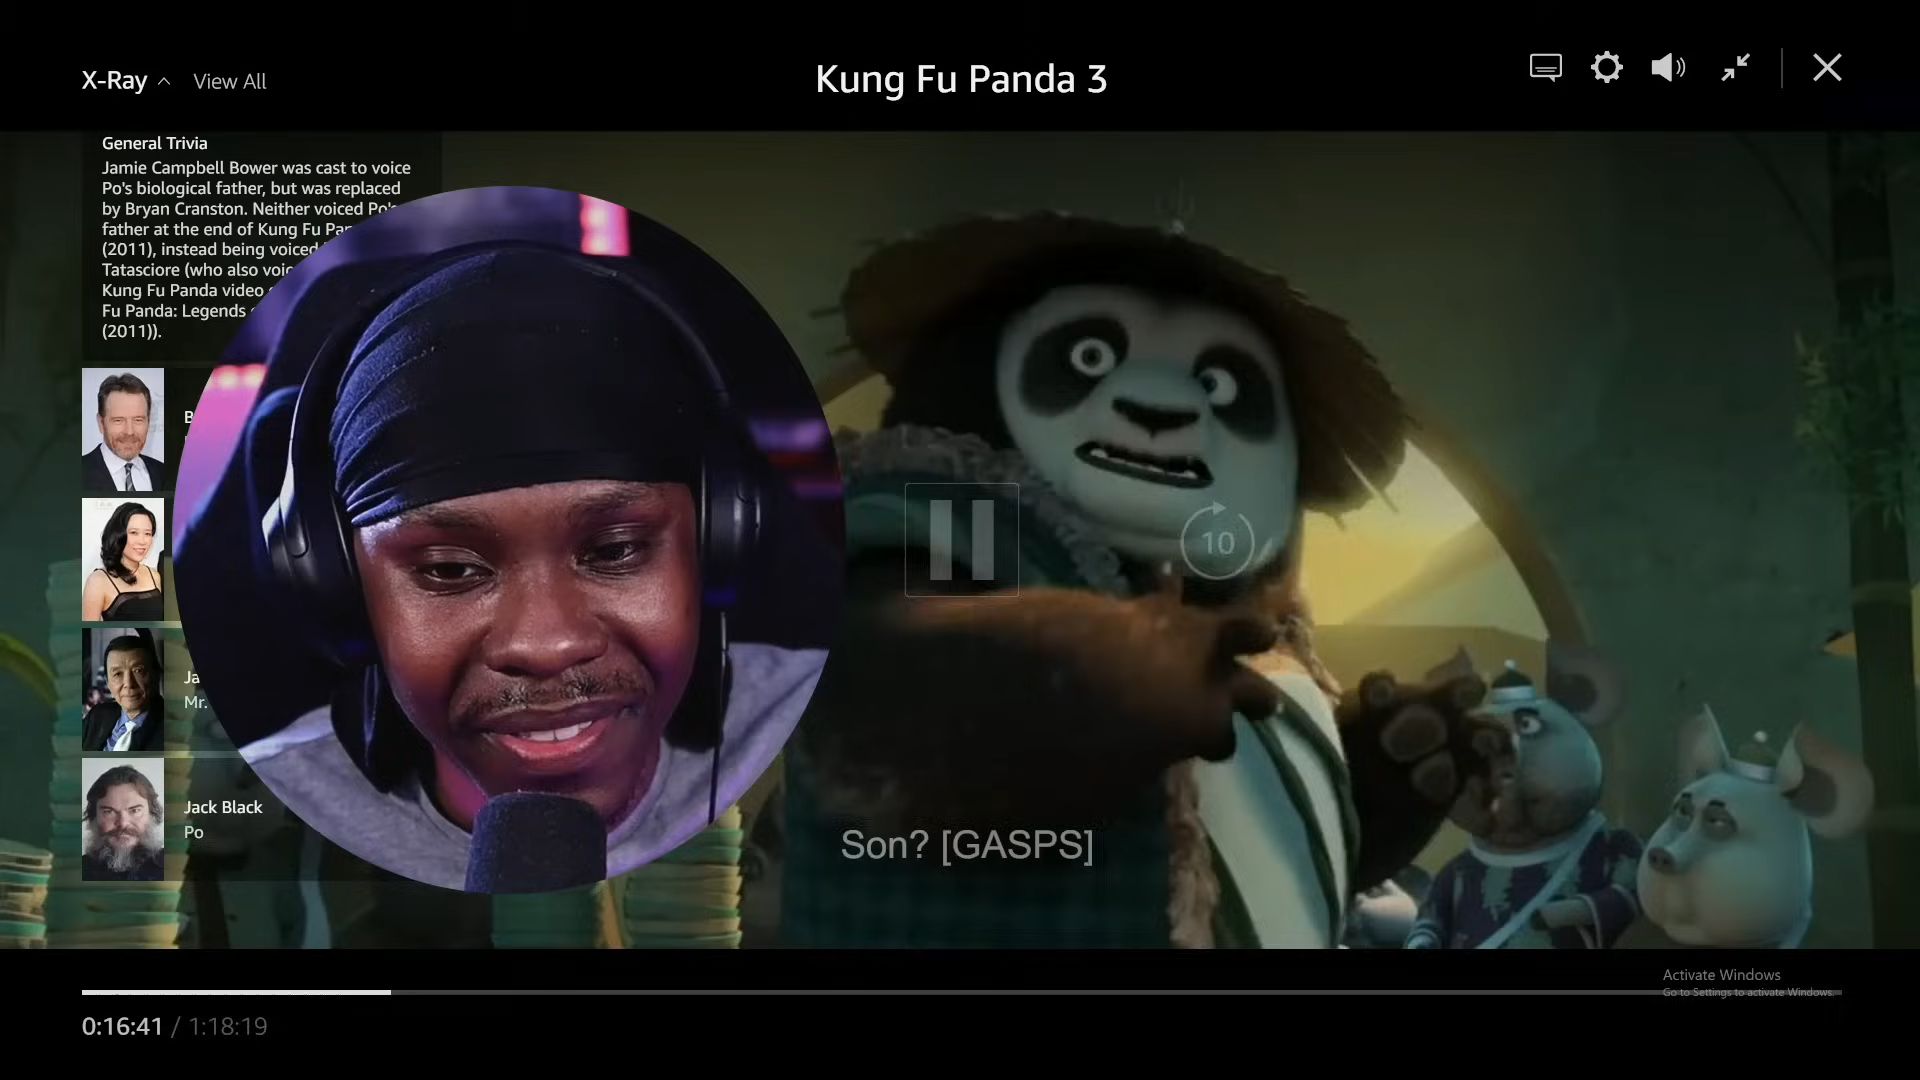 X-Ray View All
Kung Fu Panda 3
General Trivia
Jamie Campbell Bower was cast to voice
Po's biological father, but was replaced
by Bryan Cranston. Neither voiced Po's
father at the end of Kung Fu
(2011), instead being voiced
Tatasciore (who also
Kung Fu Panda video
Fu Panda: Legends
(2011)).
Mr.
Jack Black
Po
10
Son? [GASPS]
Activate Windows
Go to Settings to activate Windows.
0:16:41 / 1:18:19